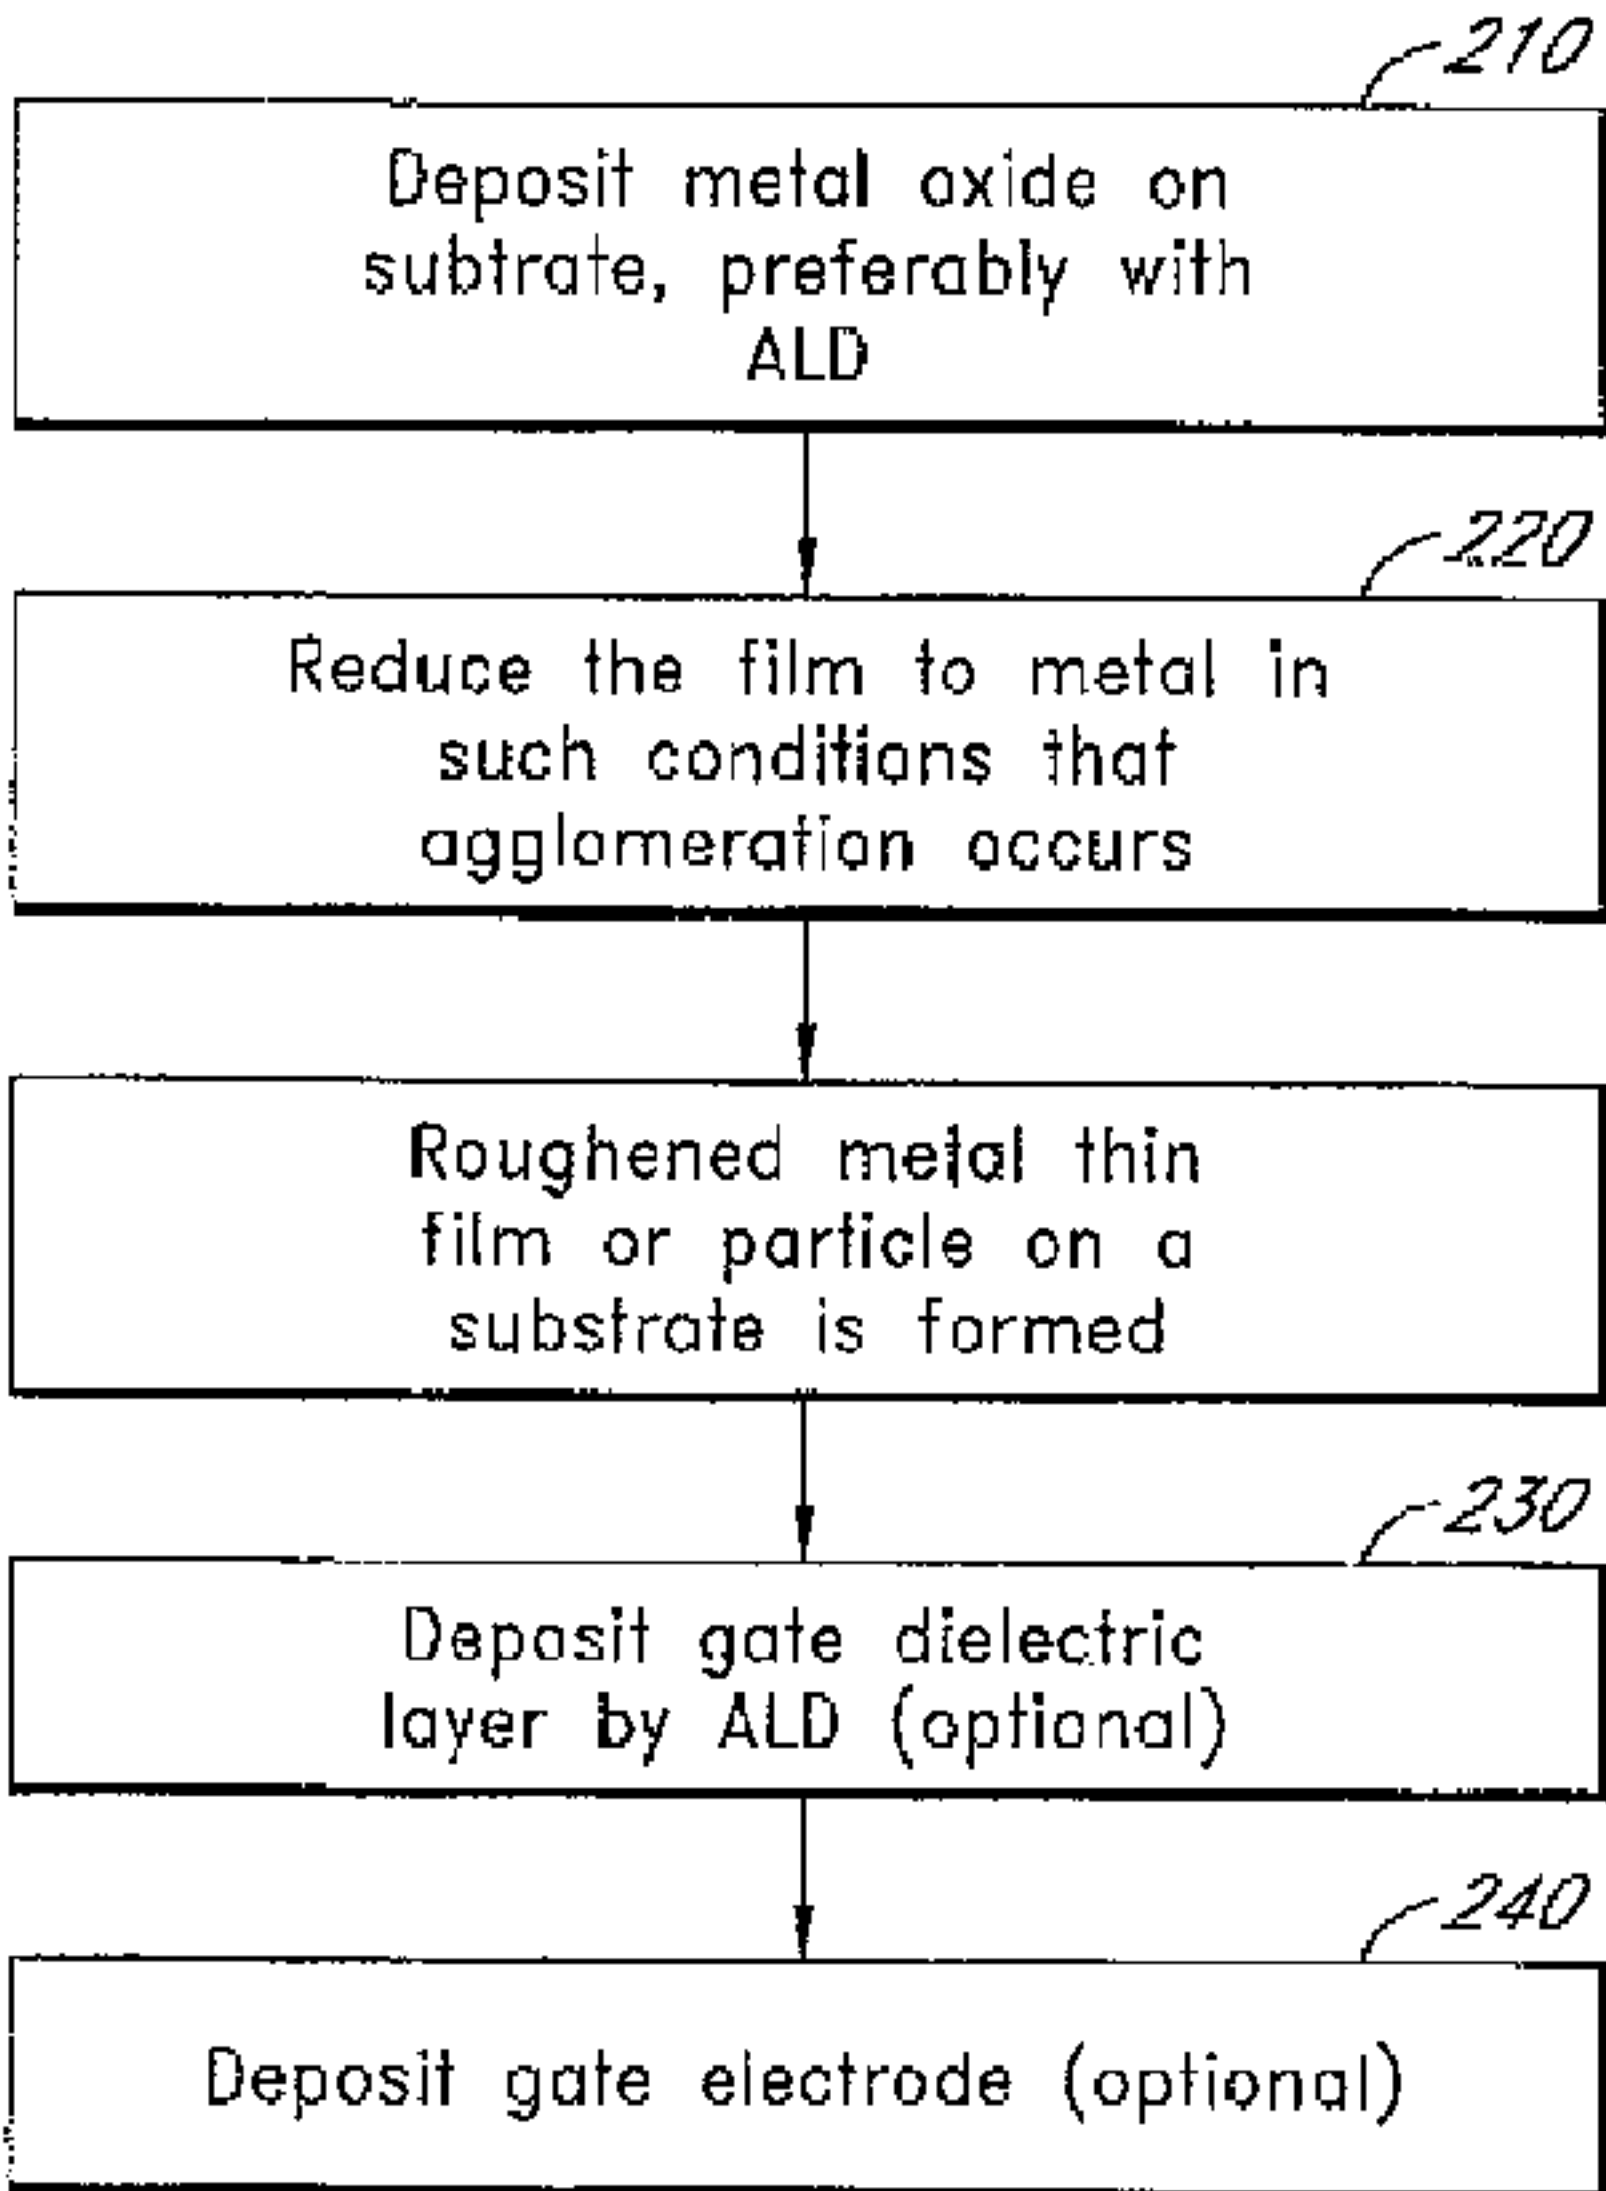 210
Deposit metal oxide on
subtrate, preferably with
ALD
220
Reduce the film to metal in
such conditions that
agglomeration occurs
Roughened metal thin
film or particle on a
substrate is formed
230
Deposit gate dielectric
layer by ALD (optional)
240
Deposit gate electrode (optional)